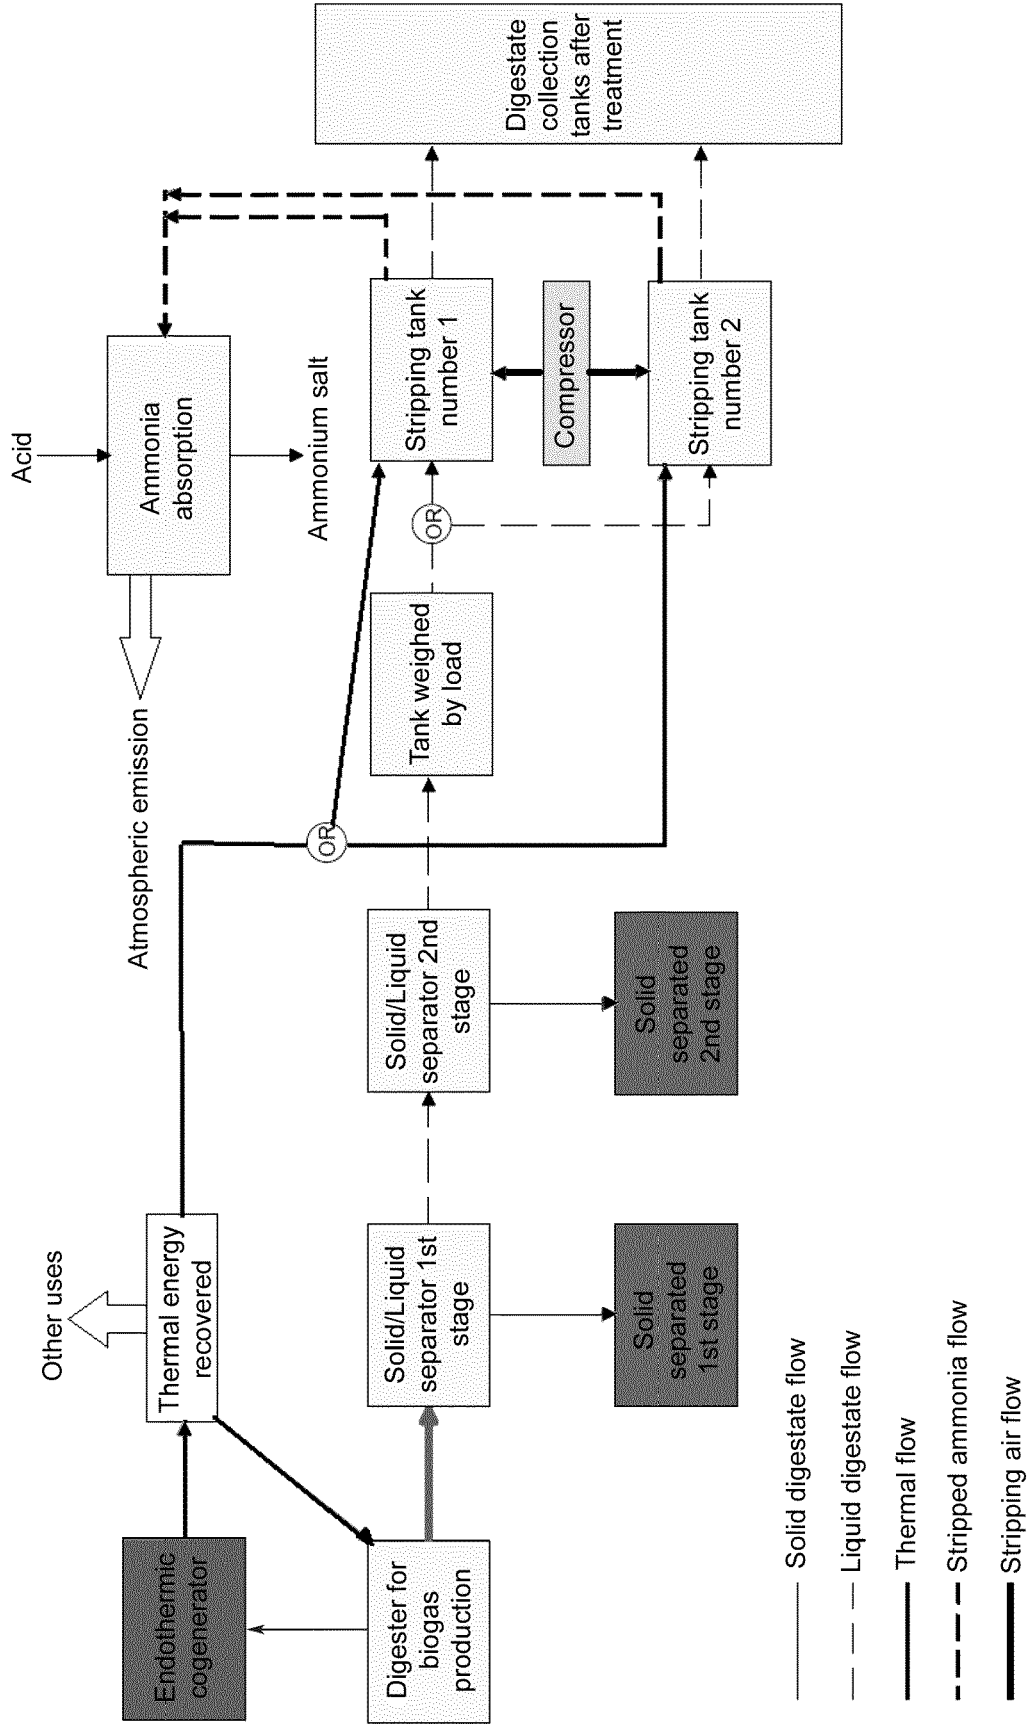 Endothermic
cogenerator
Thermal energy
recovered
Other uses
Atmospheric emission
Ammonia
absorption
Acid
Ammonium salt
Digester for
biogas
production
Solid/Liquid
separator 1st
stage
Solid/Liquid
separator 2nd
stage
OR
Tank weighed
by load
OR
Stripping tank
number 1
Compressor
Stripping tank
number 2
Digestate
collection
tanks after
treatment
Solid
separated
1st stage
Solid
separated
2nd stage
Solid digestate flow
Liquid digestate flow
Thermal flow
Stripped ammonia flow
Stripping air flow